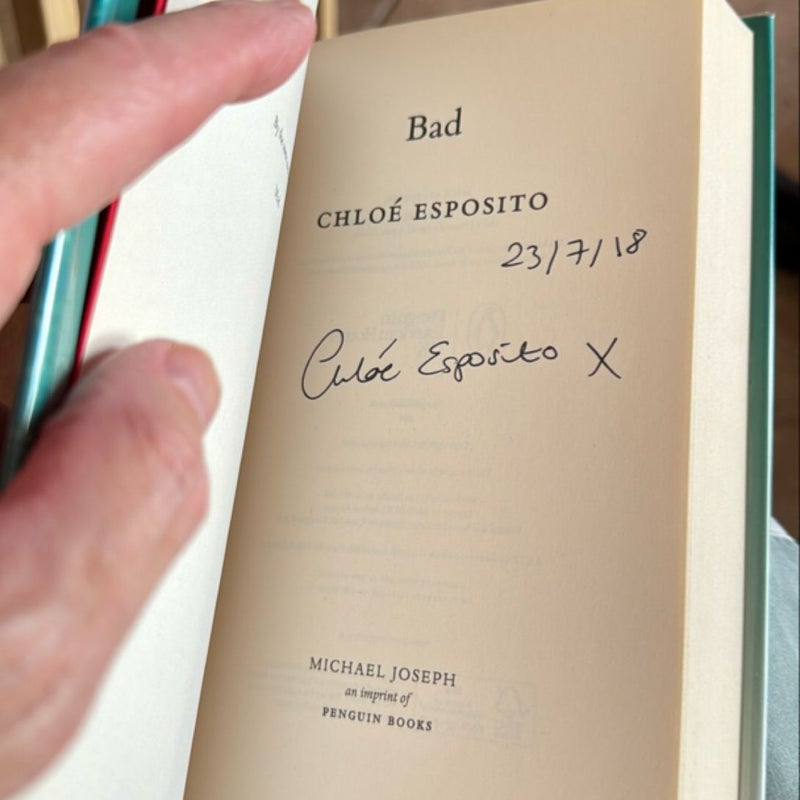 Bad
CHLOÉ ESPOSITO
23/7/18
Chloé Esposito X
MICHAEL JOSEPH
an imprint of
PENGUIN BOOKS